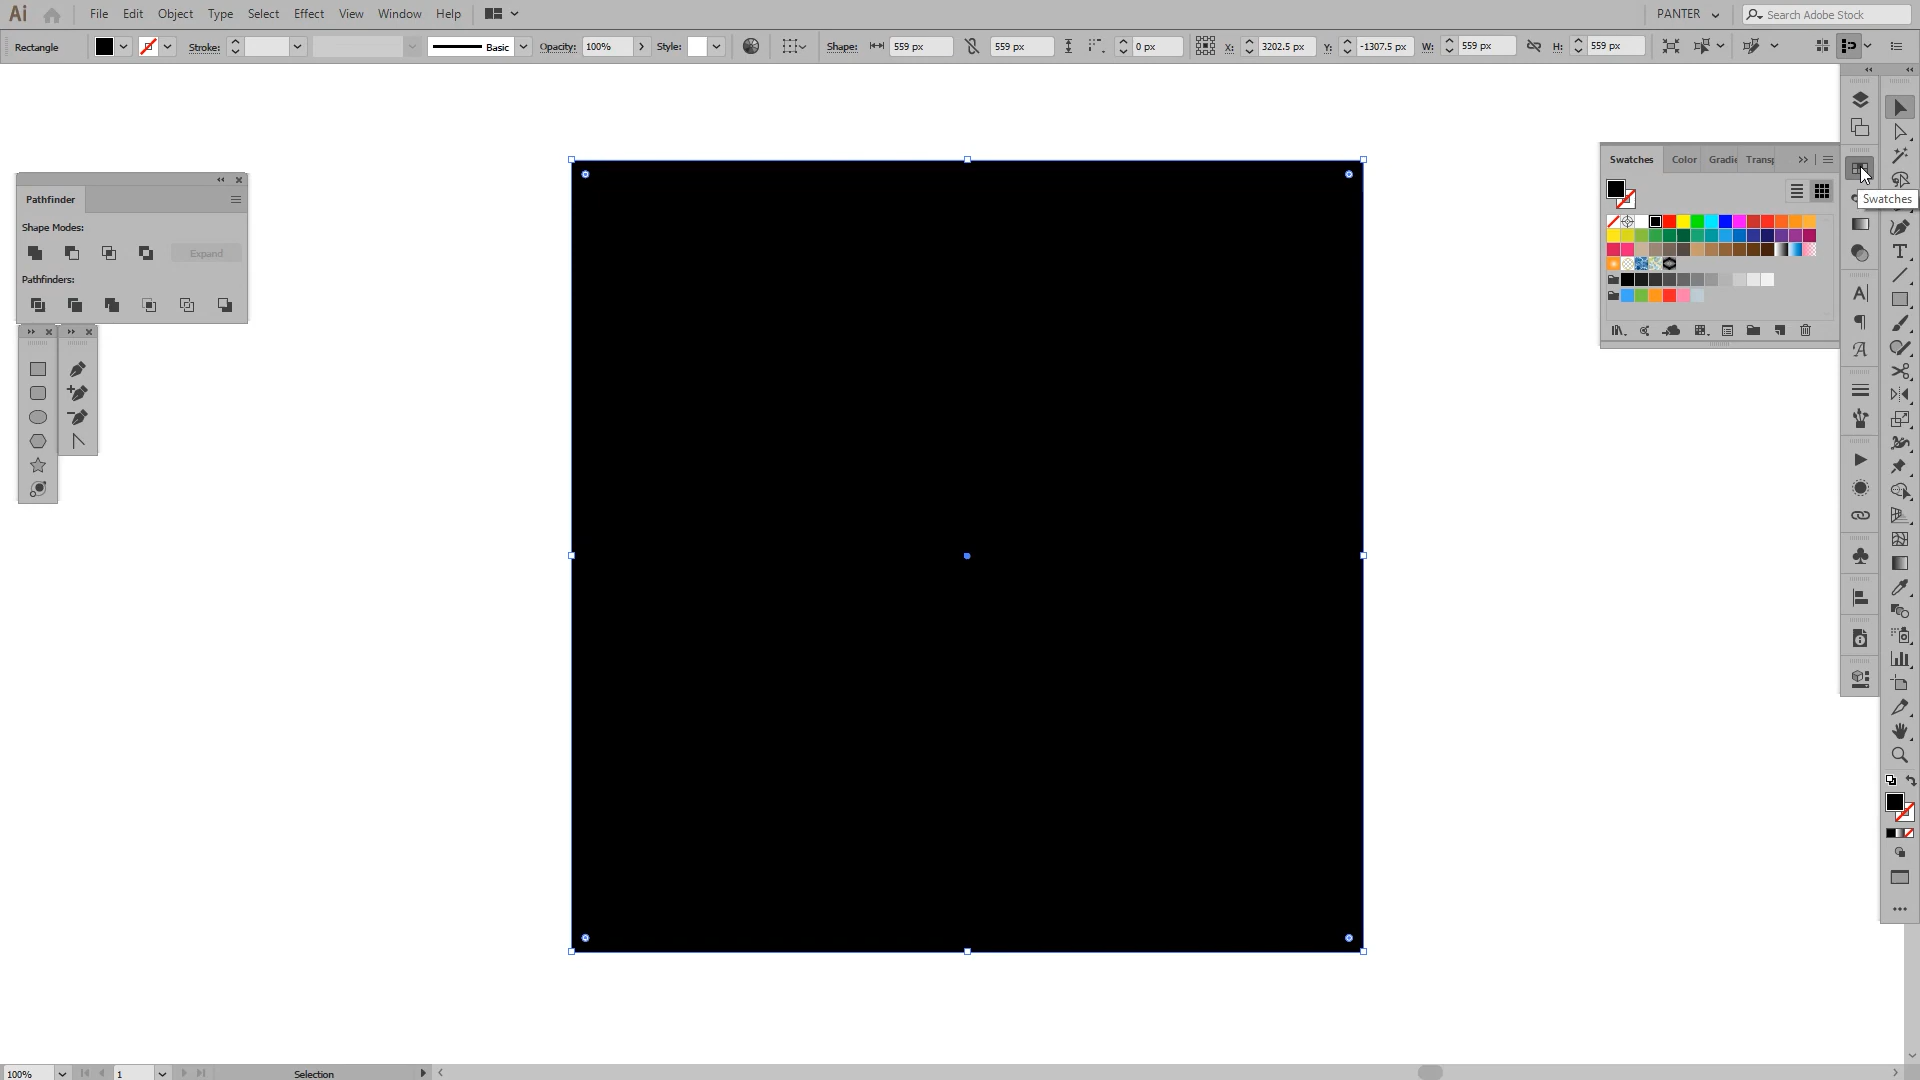 Ai File Edit Object Type Select Effect View Window Help PANTER Search Adobe Stock
Rectangle Stroke: Basic Opacity: 100% Style: Shape: 559 px 559 px 0 px X: 3202.5 px Y: -1307.5 px W: 559 px H: 559 px
Swatches Color Gradie Transp
Swatches
Pathfinder
Shape Modes:
Expand
Pathfinders:
100% 1 Selection